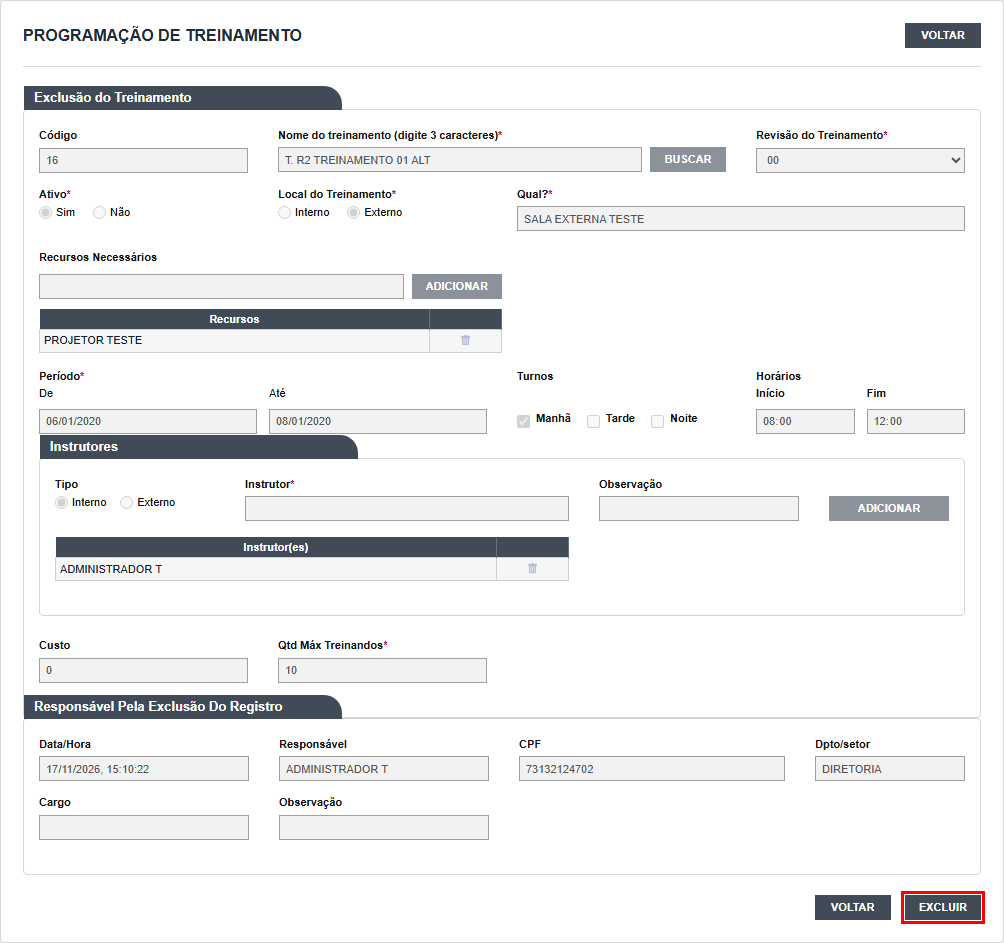 PROGRAMAÇÃO DE TREINAMENTO VOLTAR
Exclusão do Treinamento
Código Nome do treinamento (digite 3 caracteres)* Revisão do Treinamento*
16 T. R2 TREINAMENTO 01 ALT BUSCAR 00
Ativo* Local do Treinamento* Qual?*
Sim Não Interno Externo SALA EXTERNA TESTE
Recursos Necessários
ADICIONAR
Recursos
PROJETOR TESTE
Período* Turnos Horários
De Até Início Fim
06/01/2020 08/01/2020 Manhã Tarde Noite 08:00 12:00
Instrutores
Tipo Instrutor* Observação
Interno Externo ADICIONAR
Instrutor(es)
ADMINISTRADOR T
Custo Qtd Máx Treinandos*
0 10
Responsável Pela Exclusão Do Registro
Data/Hora Responsável CPF Dpto/setor
17/11/2026, 15:10:22 ADMINISTRADOR T 73132124702 DIRETORIA
Cargo Observação
VOLTAR EXCLUIR